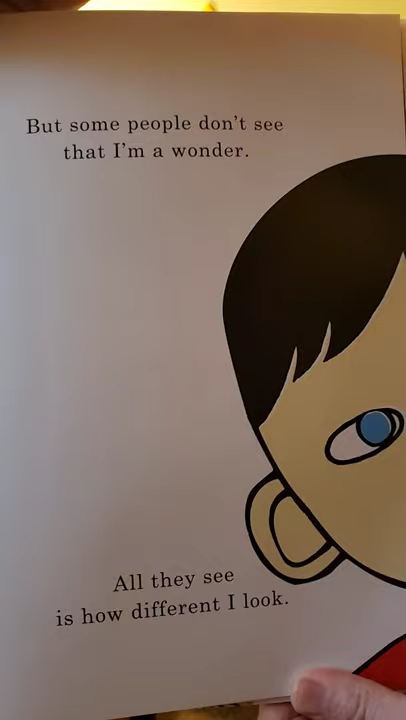 But some people don't see
that I'm a wonder.
All they see
is how different I look.